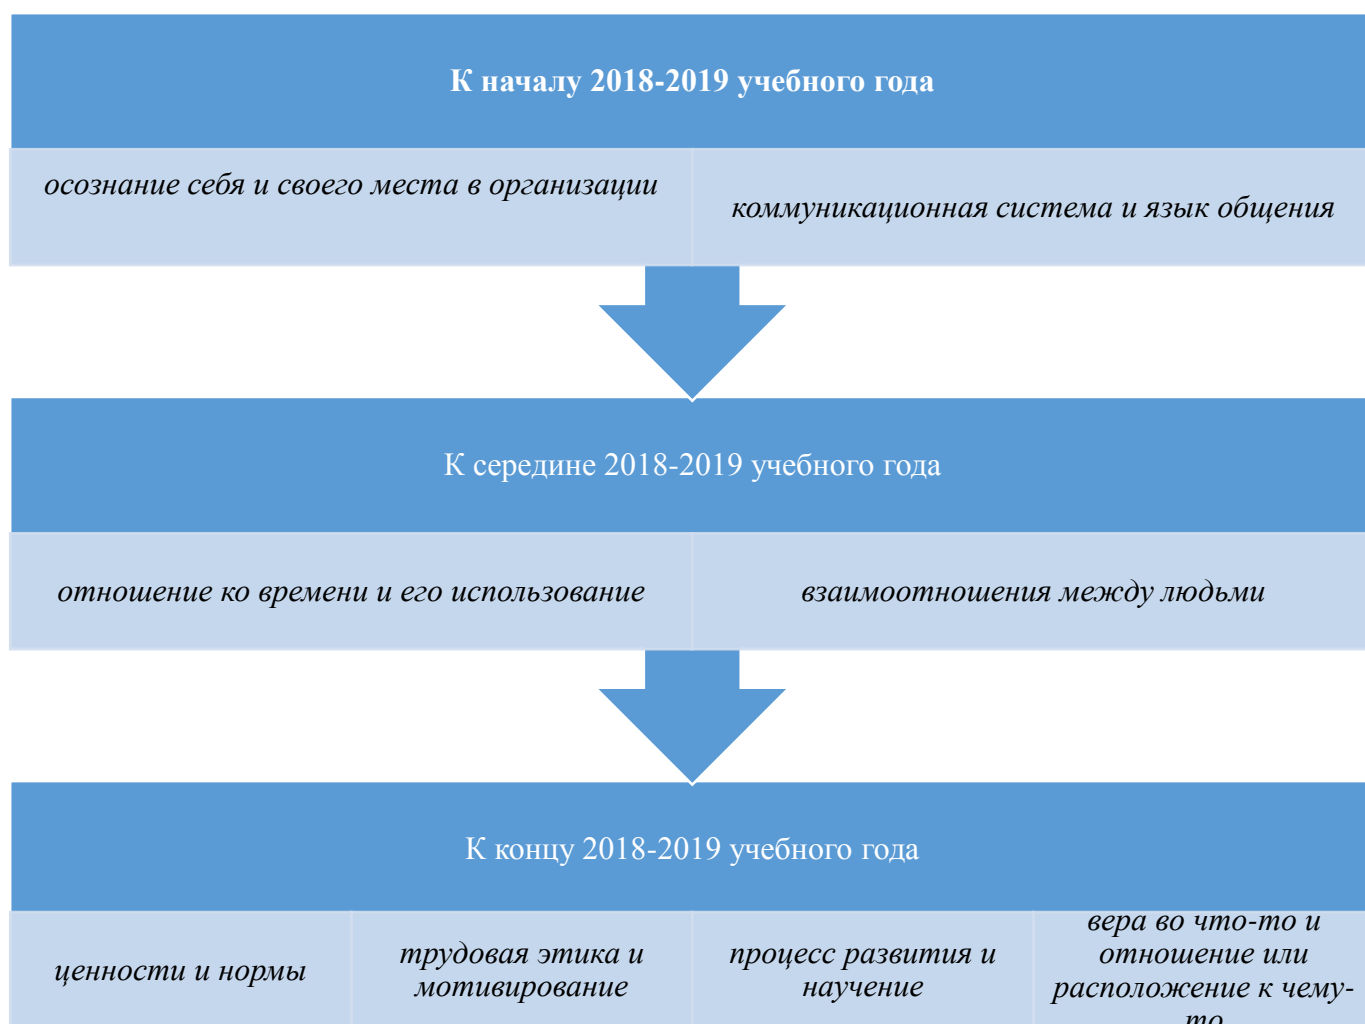 К началу 2018-2019 учебного года
осознание себя и своего места в организации
коммуникационная система и язык общения
К середине 2018-2019 учебного года
отношение ко времени и его использование
взаимоотношения между людьми
К концу 2018-2019 учебного года
ценности и нормы
трудовая этика и
мотивирование
процесс развития и
научение
вера во что-то и
отношение или
расположение к чему-
то